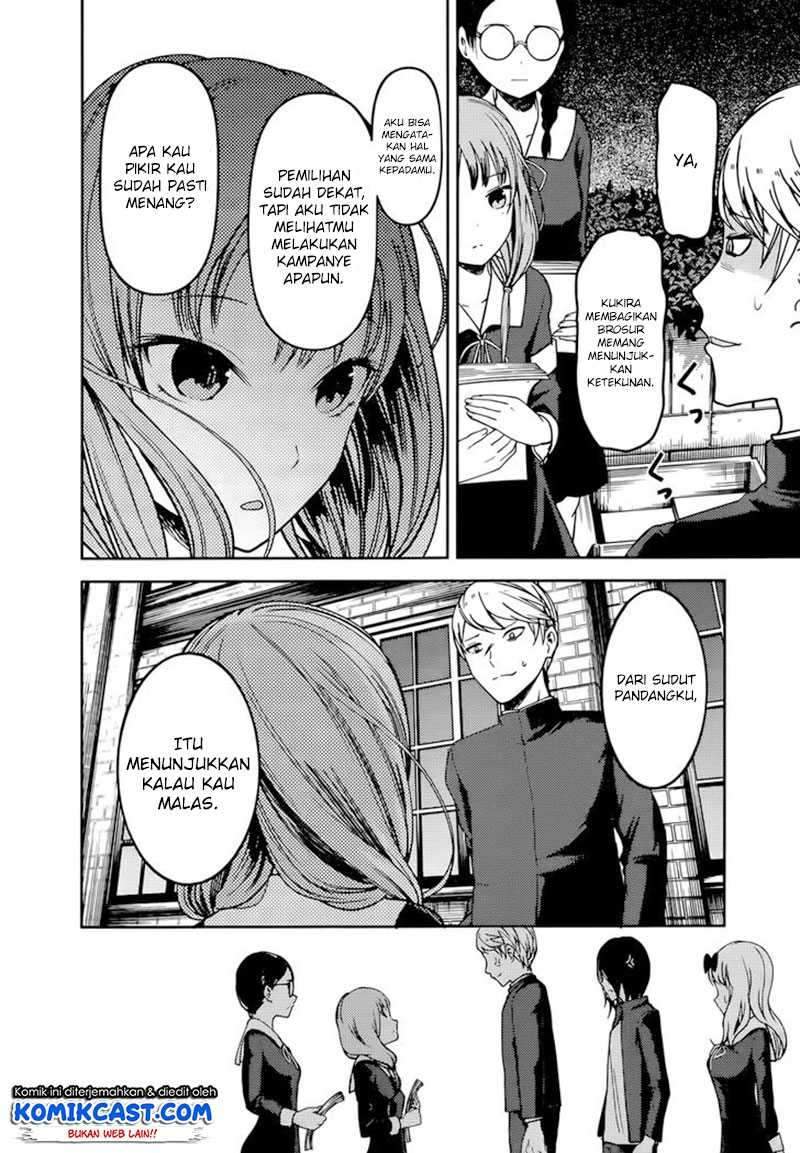 YA,
KUKIRA
MEMBAGIKAN
BROSUR
MEMANG
MENUNJUK-
KAN
KETEKUNAN.
くっ
くっ
AKU BISA
MENGATA-
KAN HAL
YANG SAMA
KEPADAMU.
PEMILIHAN
SUDAH DEKAT,
TAPI AKU TIDAK
MELIHATMU
MELAKUKAN
KAMPANYE
APAPUN.
APA KAU
PIKIR KAU
SUDAH PASTI
MENANG?
DARI SUDUT
PANDANGKU,
ITU
MENUNJUKKAN
KALAU KAU
MALAS.
Komik ini diterjemahkan & diedit oleh
KOMIKCAST.COM
BUKAN WEB LAIN!!